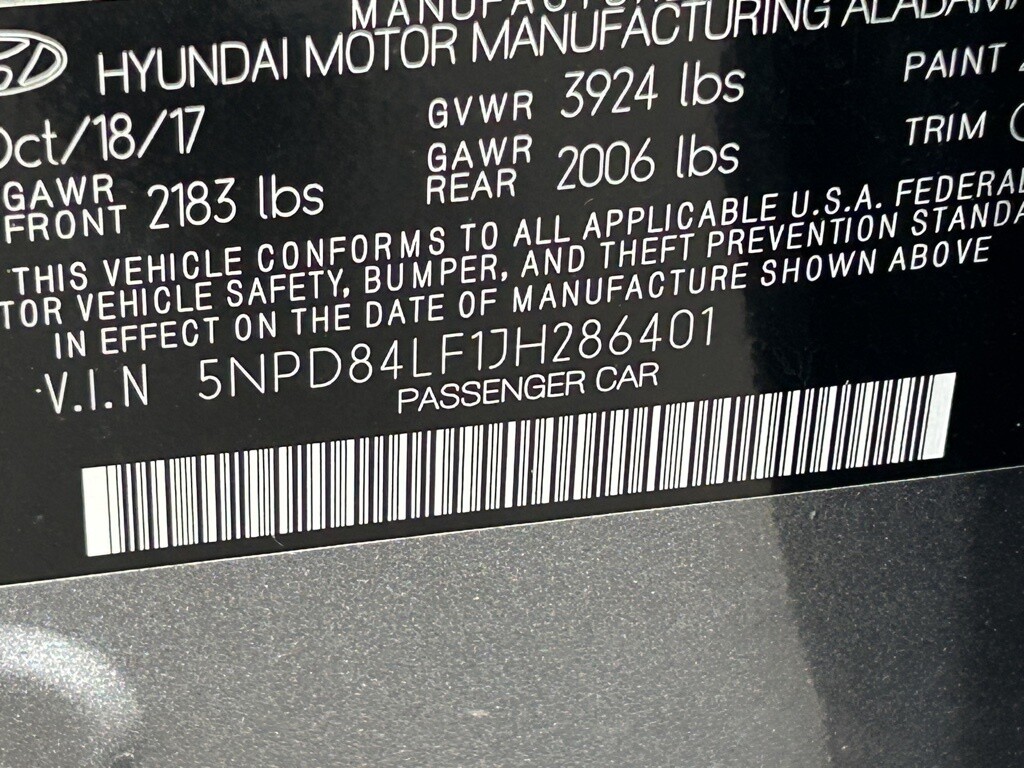 HYUNDAI MOTOR MANUFACTURING
Oct/18/17 GVWR 3924 lbs PAINT
GAWR FRONT 2183 lbs GAWR REAR 2006 lbs TRIM
THIS VEHICLE CONFORMS TO ALL APPLICABLE U.S.A. FEDERAL
TOR VEHICLE SAFETY, BUMPER, AND THEFT PREVENTION STANDA
IN EFFECT ON THE DATE OF MANUFACTURE SHOWN ABOVE
V.I.N 5NPD84LF1JH286401
PASSENGER CAR